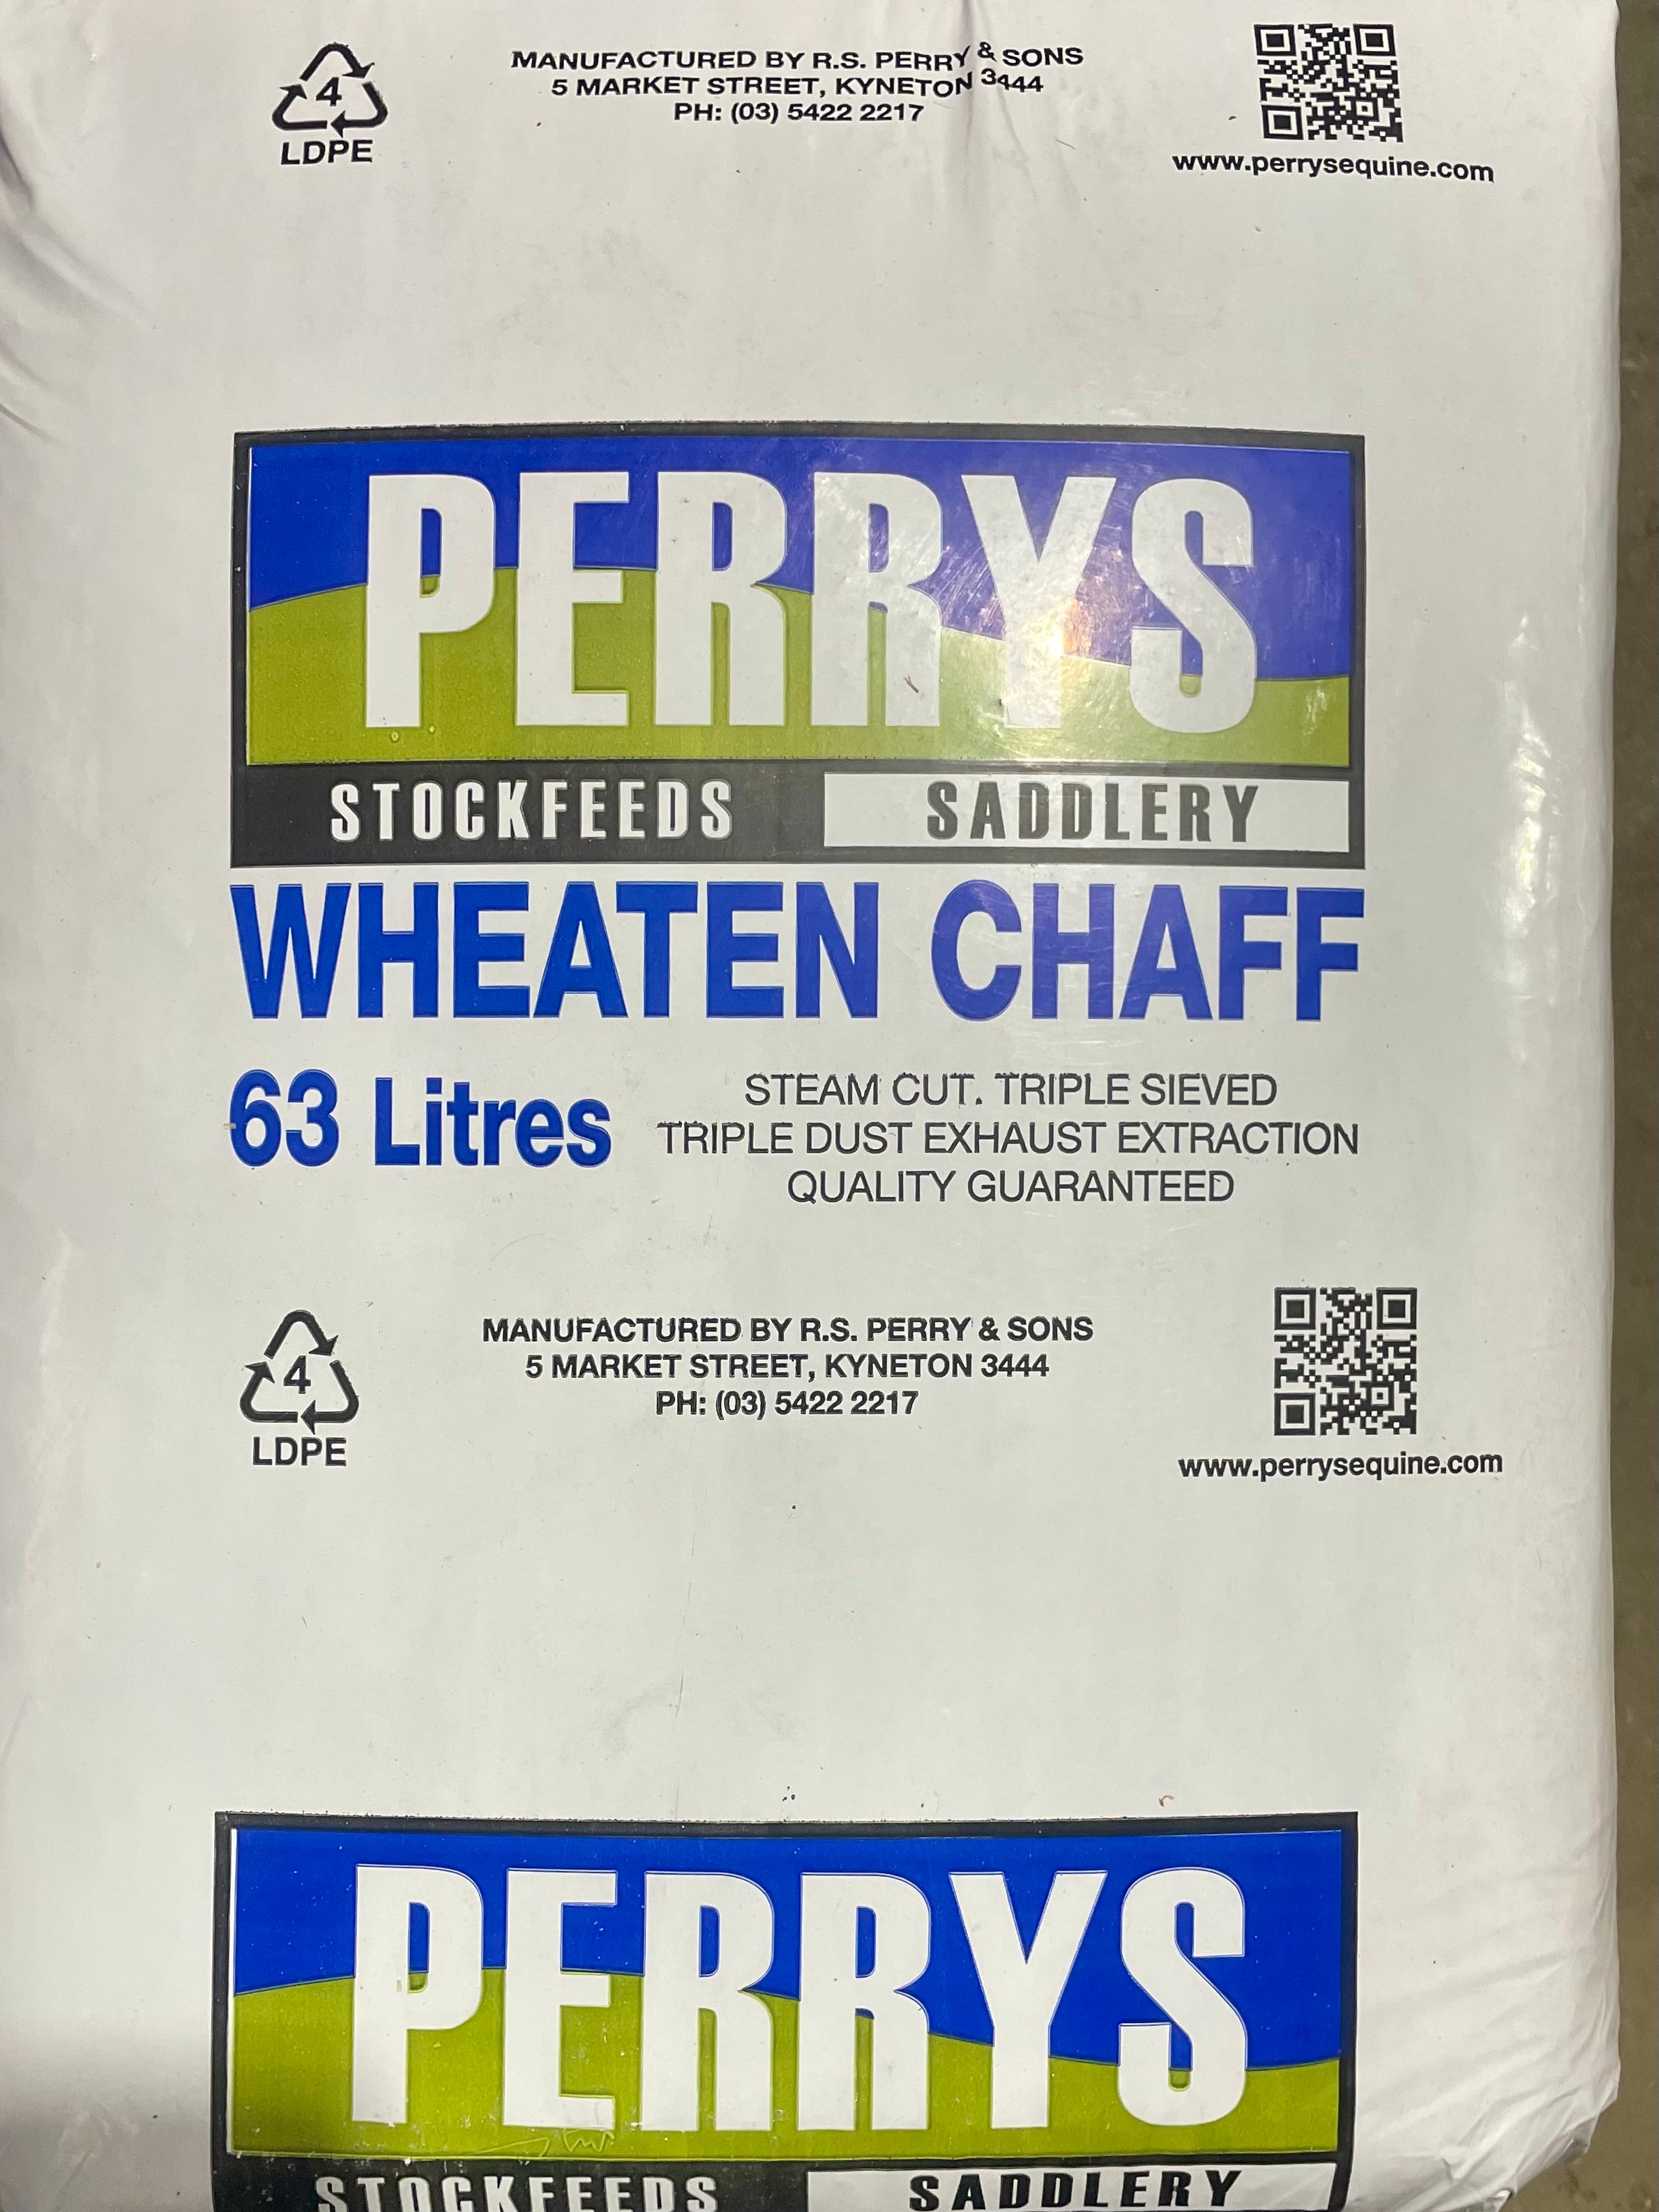 MANUFACTURED BY R.S. PERRY & SONS
5 MARKET STREET, KYNETON 3444
PH: (03) 5422 2217
4
LDPE
www.perrysequine.com
PERRYS
STOCKFEEDS SADDLERY
WHEATEN CHAFF
63 Litres
STEAM CUT. TRIPLE SIEVED
TRIPLE DUST EXHAUST EXTRACTION
QUALITY GUARANTEED
MANUFACTURED BY R.S. PERRY & SONS
5 MARKET STREET, KYNETON 3444
PH: (03) 5422 2217
4
LDPE
www.perrysequine.com
PERRYS
STOCKFEEDS SADDLERY